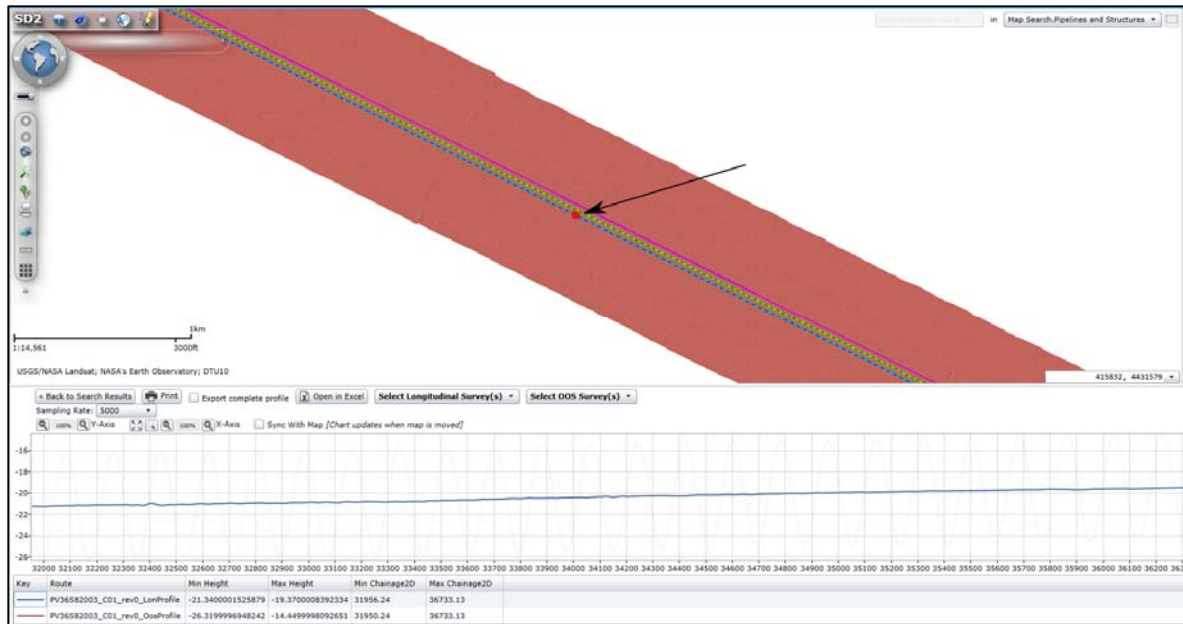 SD2
in Map Search.Pipelines and Structures
1km
1:14,561 3000ft
USGS/NASA Landsat; NASA's Earth Observatory; DTU10
415832, 4431579
« Back to Search Results Print Export complete profile Open in Excel Select Longitudinal Survey(s) Select OOS Survey(s)
Sampling Rate: 5000
100% Y-Axis 100% X-Axis Sync With Map [Chart updates when map is moved]
-16
-18
-20
-22
-24
-26
32000 32100 32200 32300 32400 32500 32600 32700 32800 32900 33000 33100 33200 33300 33400 33500 33600 33700 33800 33900 34000 34100 34200 34300 34400 34500 34600 34700 34800 34900 35000 35100 35200 35300 35400 35500 35600 35700 35800 35900 36000 36100 36200
Key Route Min Height Max Height Min Chainage2D Max Chainage2D
PV36582003_C01_rev0_LonProfile -21.3400001525879 -19.3700008392334 31956.24 36733.13
PV36582003_C01_rev0_OosProfile -26.3199996948242 -14.4499998092651 31950.24 36733.13